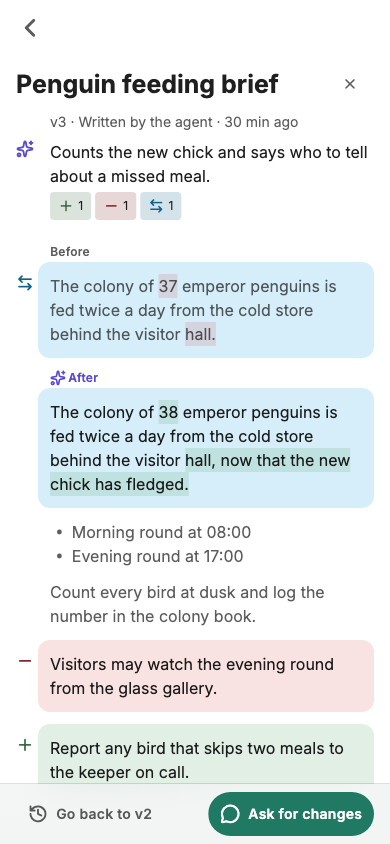 Penguin feeding brief
v3 · Written by the agent · 30 min ago
Counts the new chick and says who to tell
about a missed meal.
+ 1 − 1 1
Before
The colony of 37 emperor penguins is
fed twice a day from the cold store
behind the visitor hall.
After
The colony of 38 emperor penguins is
fed twice a day from the cold store
behind the visitor hall, now that the new
chick has fledged.
• Morning round at 08:00
• Evening round at 17:00
Count every bird at dusk and log the
number in the colony book.
− Visitors may watch the evening round
from the glass gallery.
+ Report any bird that skips two meals to
the keeper on call.
Go back to v2
Ask for changes